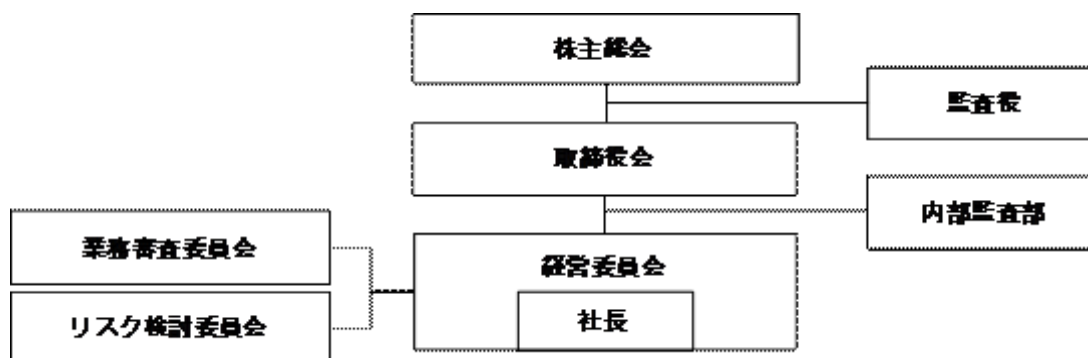 株主総会
監査役
取締役会
内部監査部
業務審査委員会
経営委員会
リスク検討委員会
社長